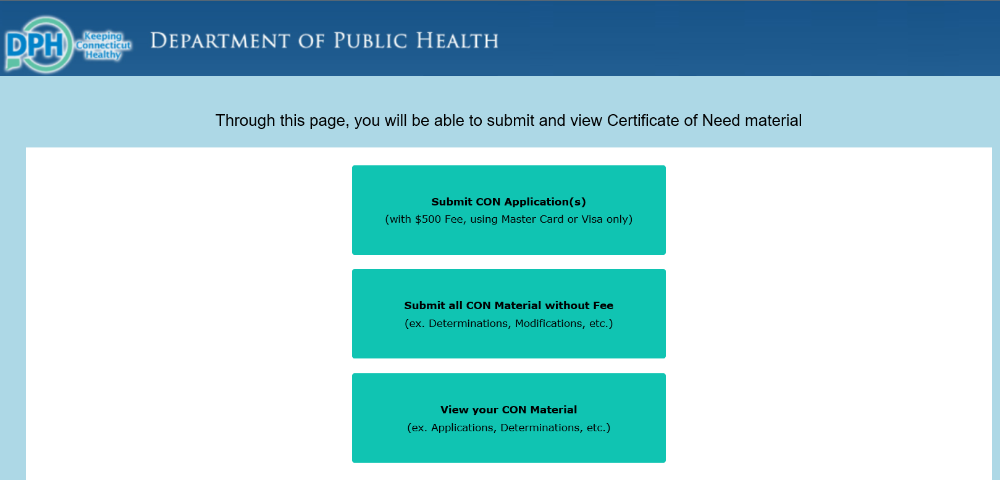 DPH
Keeping
Connecticut
Healthy
Department of Public Health
Through this page, you will be able to submit and view Certificate of Need material
Submit CON Application(s)
(with $500 Fee, using Master Card or Visa only)
Submit all CON Material without Fee
(ex. Determinations, Modifications, etc.)
View your CON Material
(ex. Applications, Determinations, etc.)